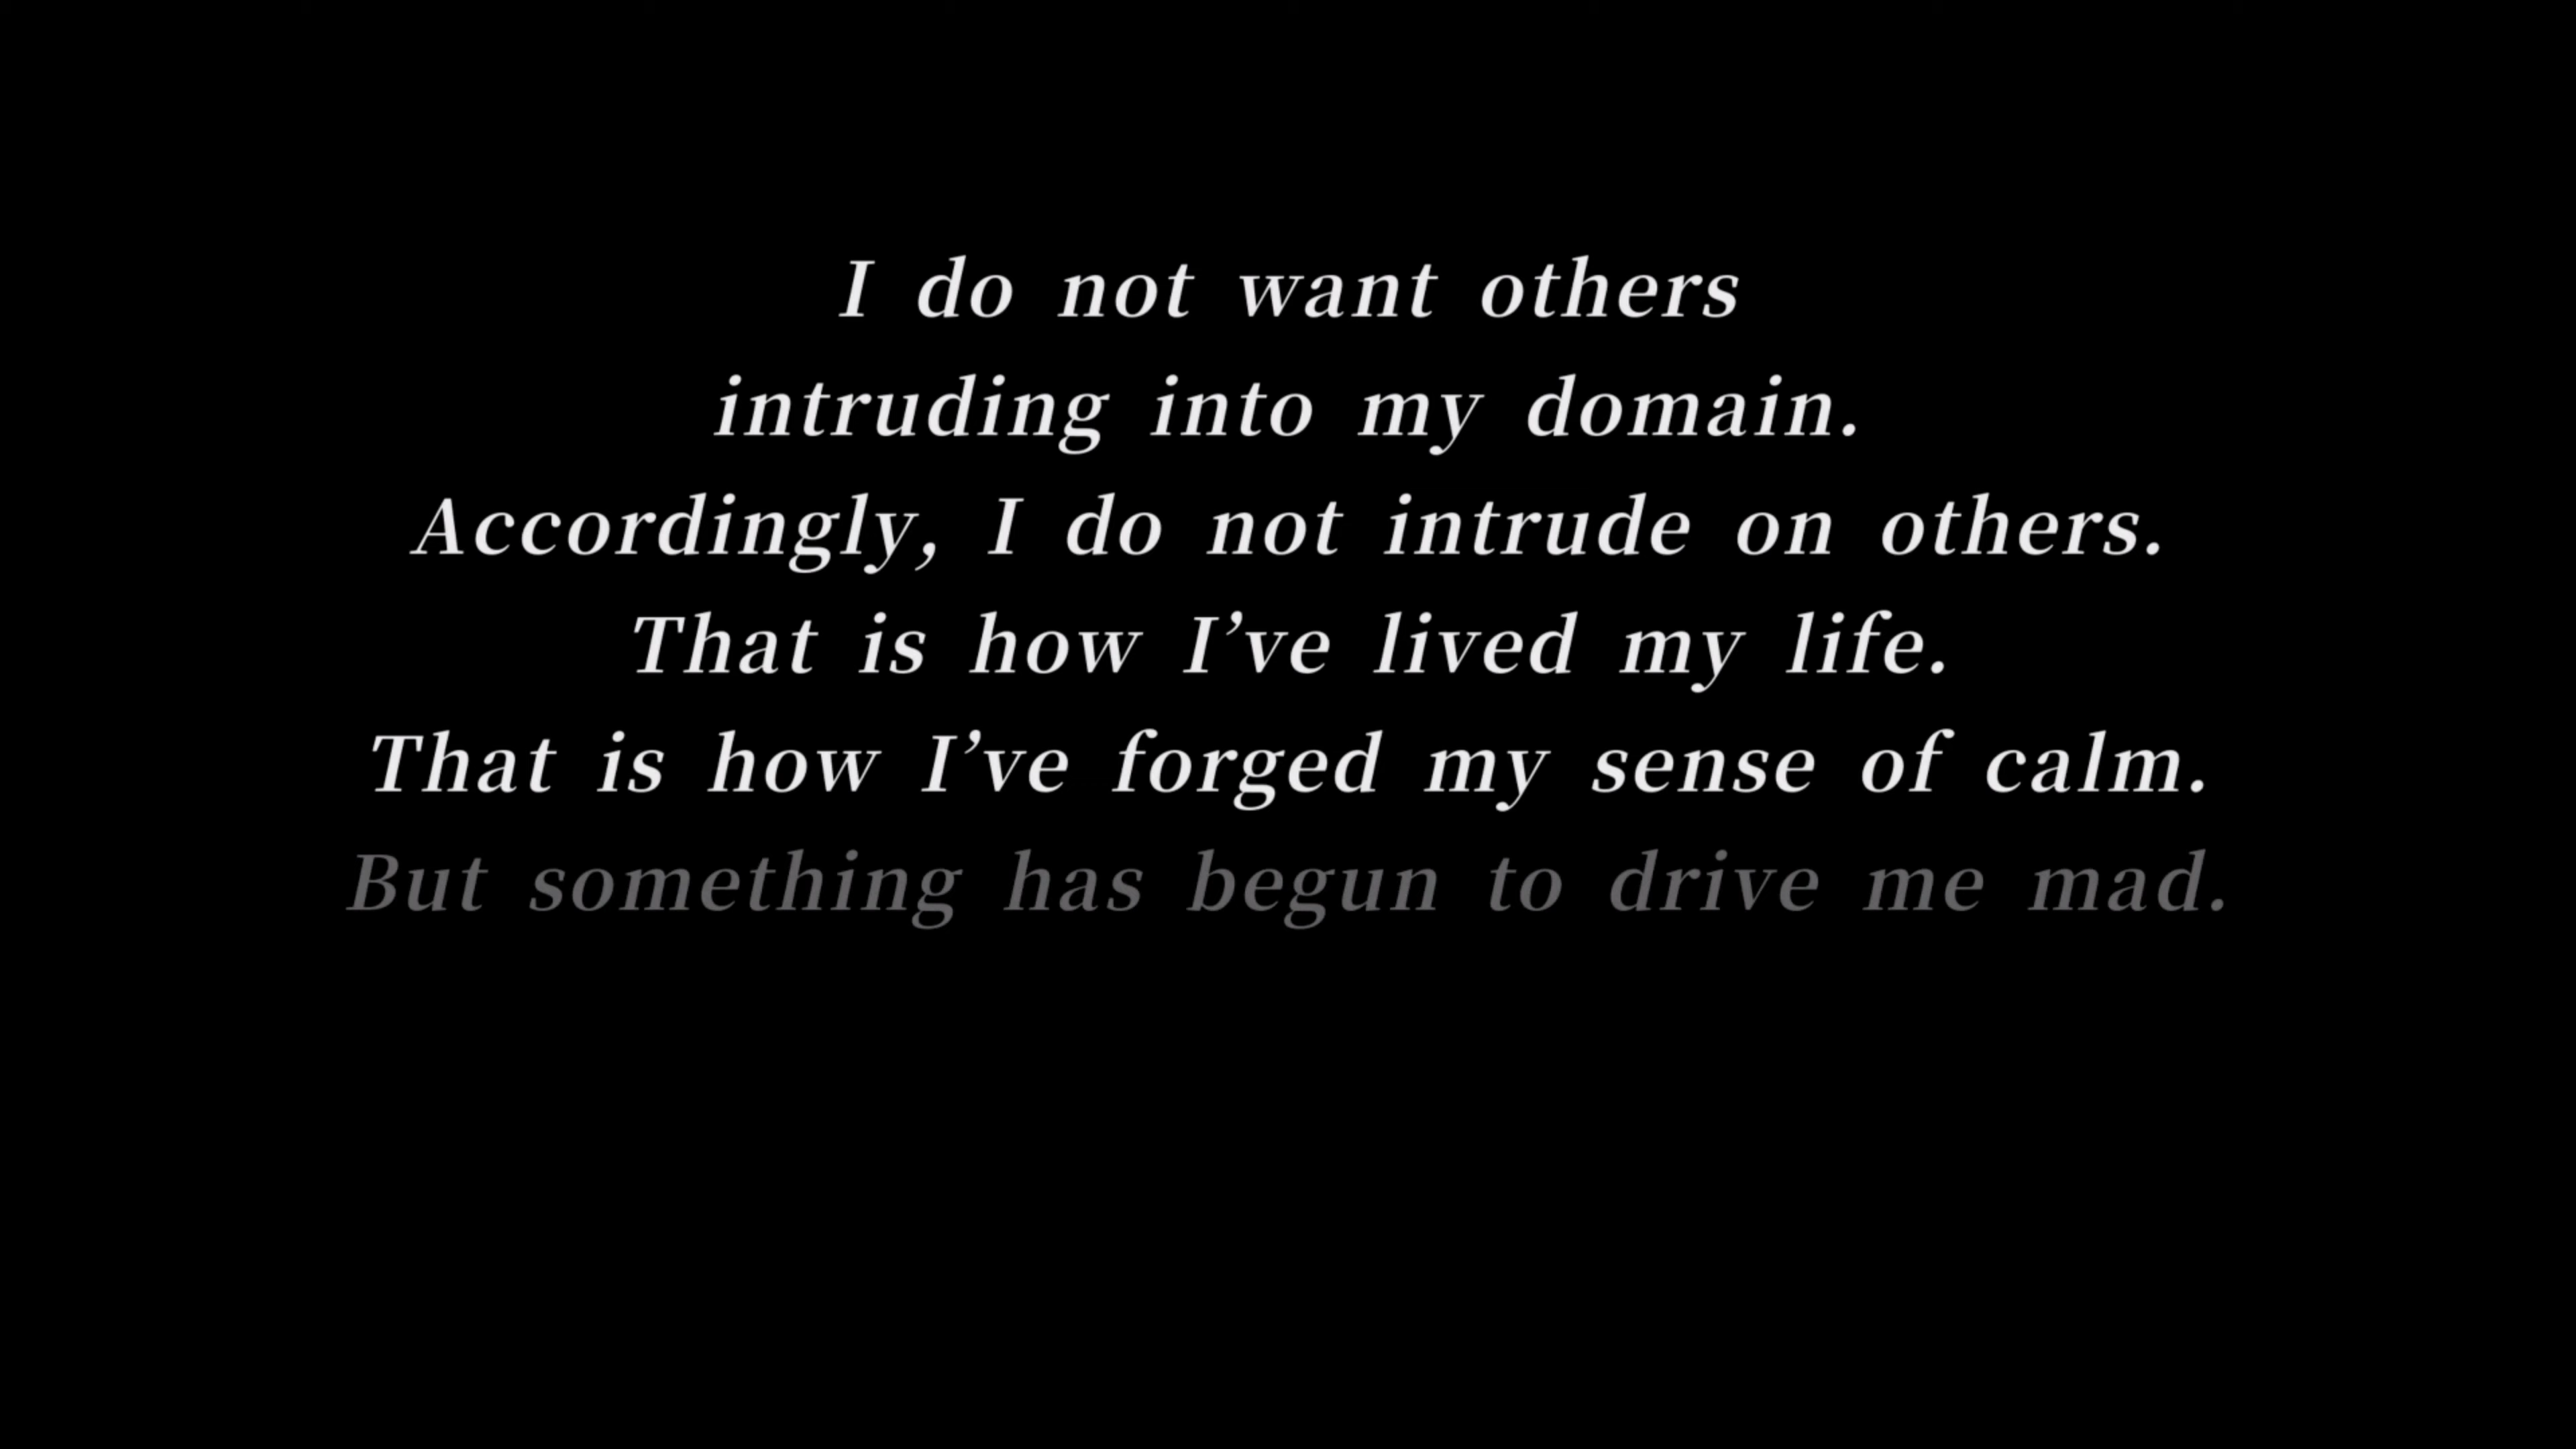 I do not want others
intruding into my domain.
Accordingly, I do not intrude on others.
That is how I’ve lived my life.
That is how I’ve forged my sense of calm.
But something has begun to drive me mad.